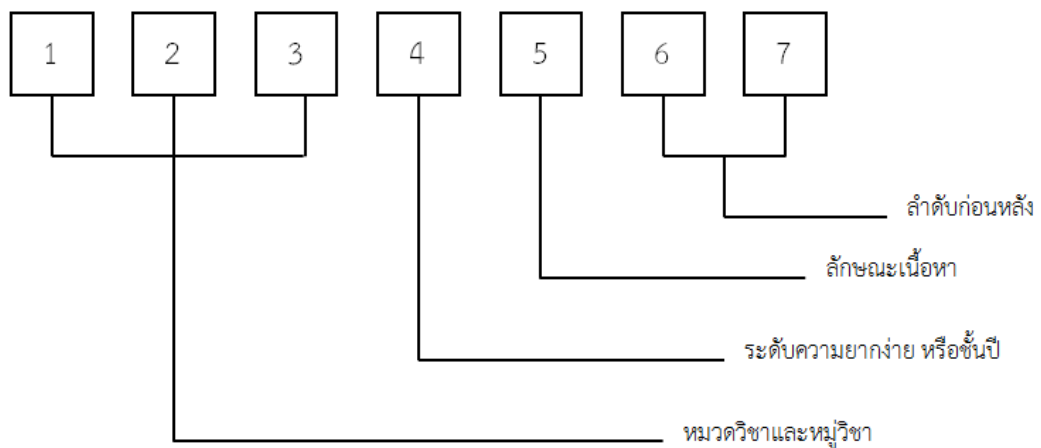 1 2 3 4 5 6 7
ลำดับก่อนหลัง
ลักษณะเนื้อหา
ระดับความยากง่าย หรือชั้นปี
หมวดวิชาและหมู่วิชา